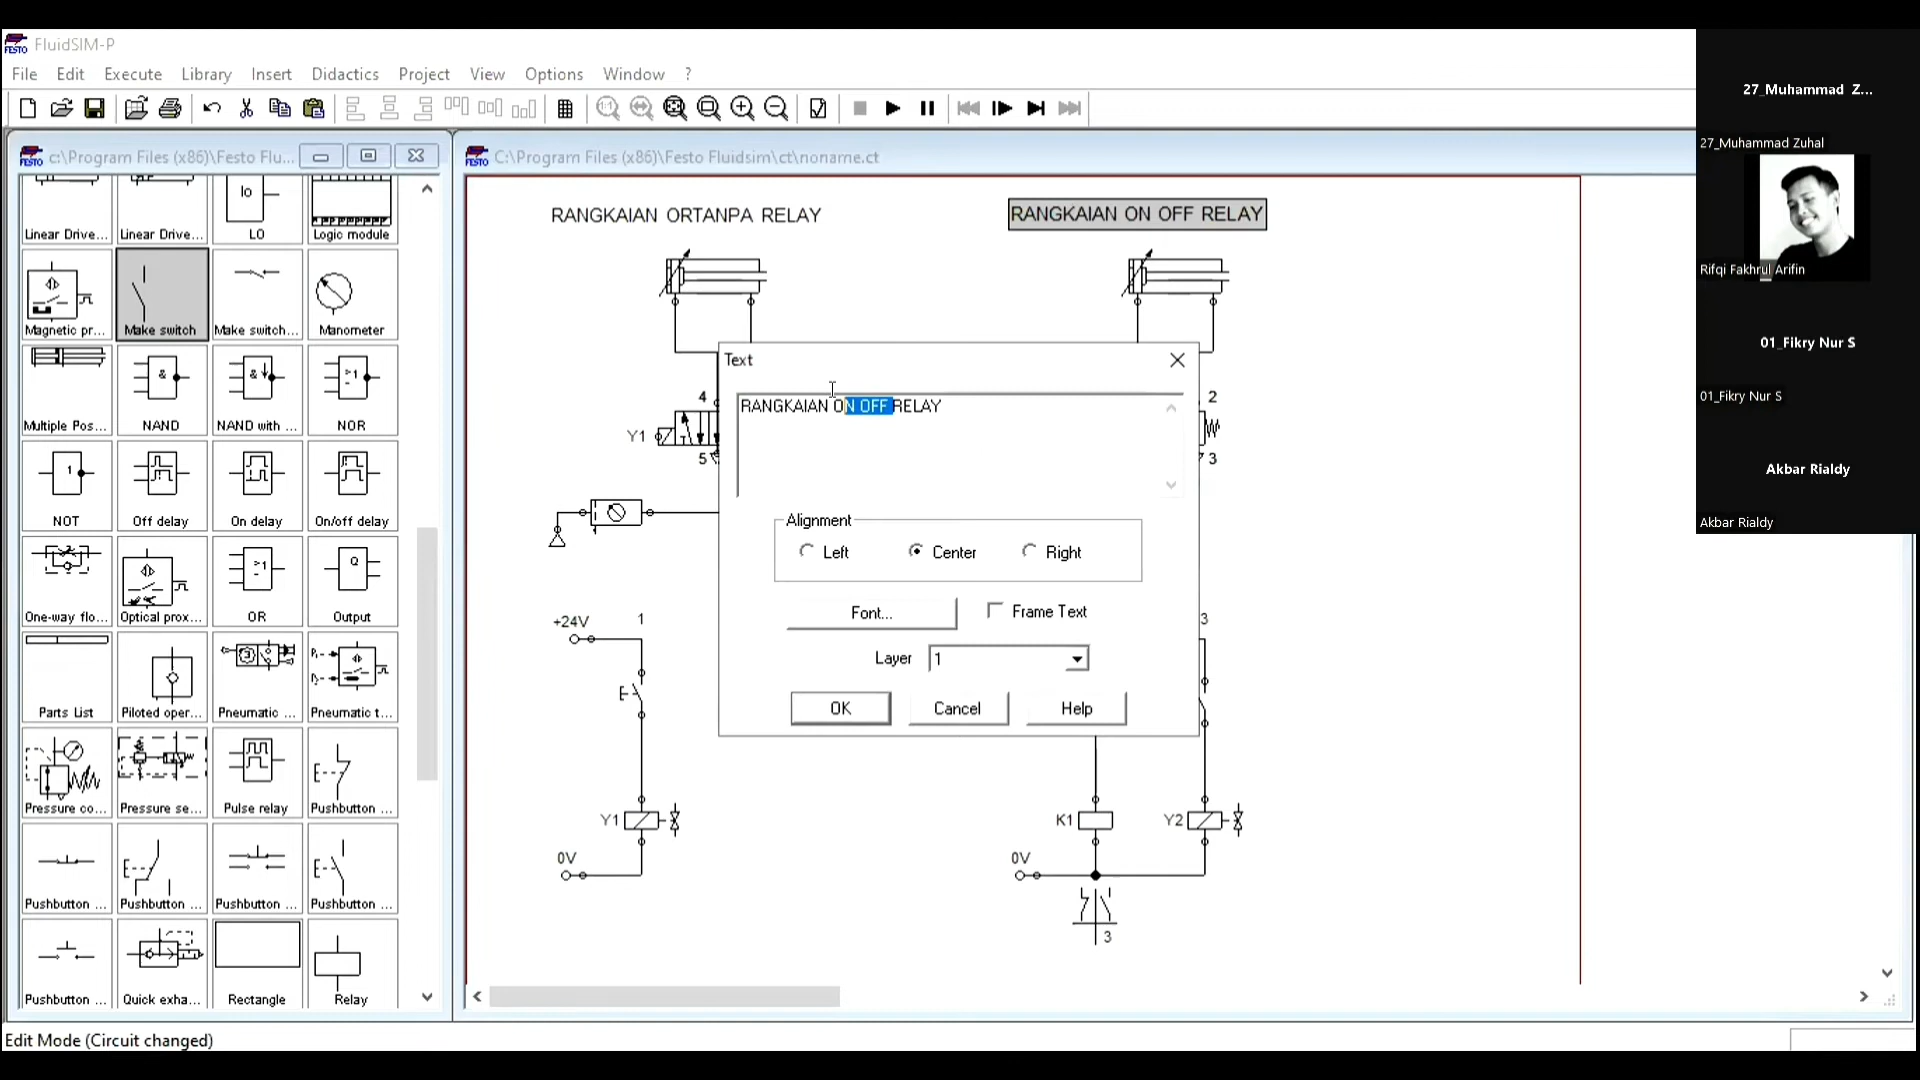 FluidSIM-P
File Edit Execute Library Insert Didactics Project View Options Window ?
c:\Program Files (x86)\Festo Flu...
Linear Drive... Linear Drive... LO Logic module
Magnetic pr... Make switch Make switch... Manometer
Multiple Pos... NAND NAND with ... NOR
NOT Off delay On delay On/off delay
One-way flo... Optical prox... OR Output
Parts List Piloted oper... Pneumatic ... Pneumatic t...
Pressure co... Pressure se... Pulse relay Pushbutton ...
Pushbutton ... Pushbutton ... Pushbutton ... Pushbutton ...
Pushbutton ... Quick exha... Rectangle Relay
C:\Program Files (x86)\Festo Fluidsim\ct\noname.ct
RANGKAIAN ORTANPA RELAY
RANGKAIAN ON OFF RELAY
4
Y1
5
2
3
+24V
1
3
Y1
0V
K1
Y2
0V
3
Text
RANGKAIAN ON OFF RELAY
Alignment
Left Center Right
Font... Frame Text
Layer 1
OK Cancel Help
27_Muhammad Z...
27_Muhammad Zuhal
Rifqi Fakhrul Arifin
01_Fikry Nur S
01_Fikry Nur S
Akbar Rialdy
Akbar Rialdy
Edit Mode (Circuit changed)